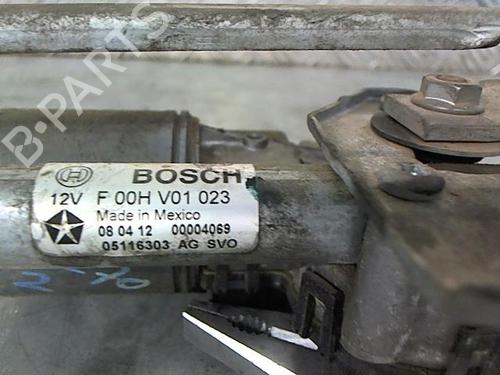 B-PARTS
BOSCH
12V F 00H V01 023
Made in Mexico
08 04 12 00004069
05116303 AG SVO